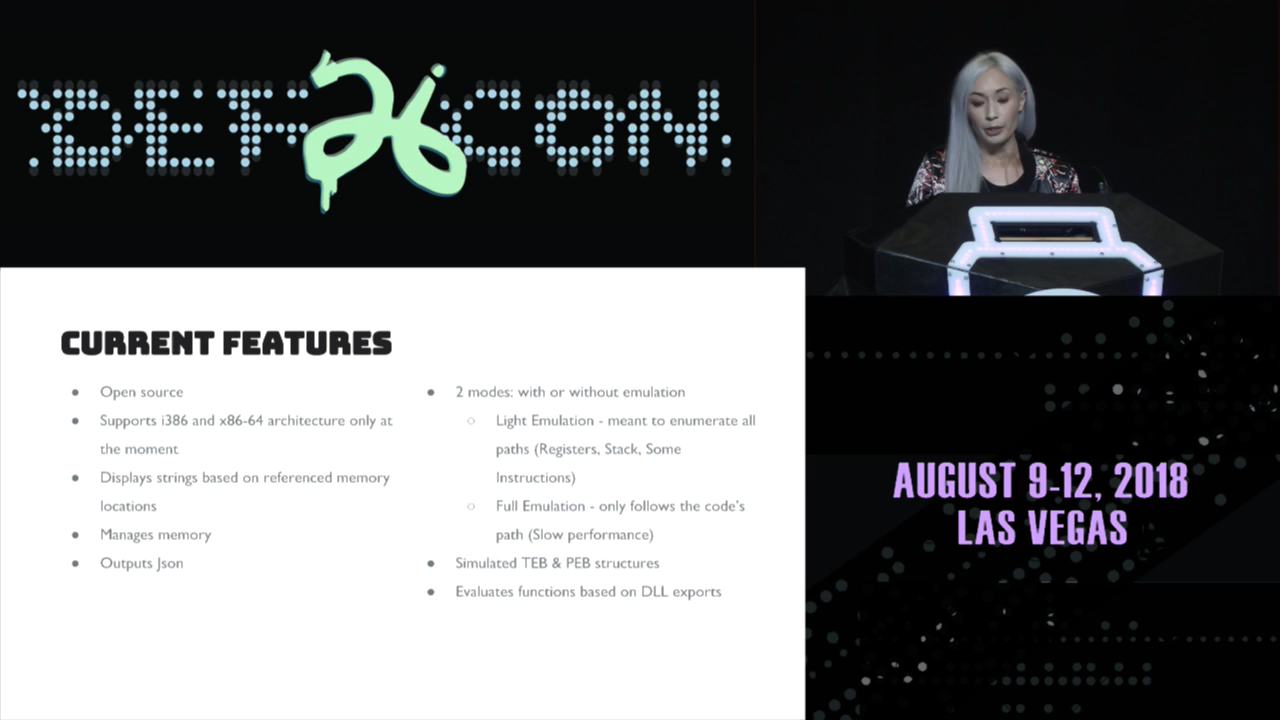 DEF 26 CON
CURRENT FEATURES
● Open source
● Supports i386 and x86-64 architecture only at
the moment
● Displays strings based on referenced memory
locations
● Manages memory
● Outputs Json
● 2 modes: with or without emulation
○ Light Emulation - meant to enumerate all
paths (Registers, Stack, Some
Instructions)
○ Full Emulation - only follows the code's
path (Slow performance)
● Simulated TEB & PEB structures
● Evaluates functions based on DLL exports
AUGUST 9-12, 2018
LAS VEGAS